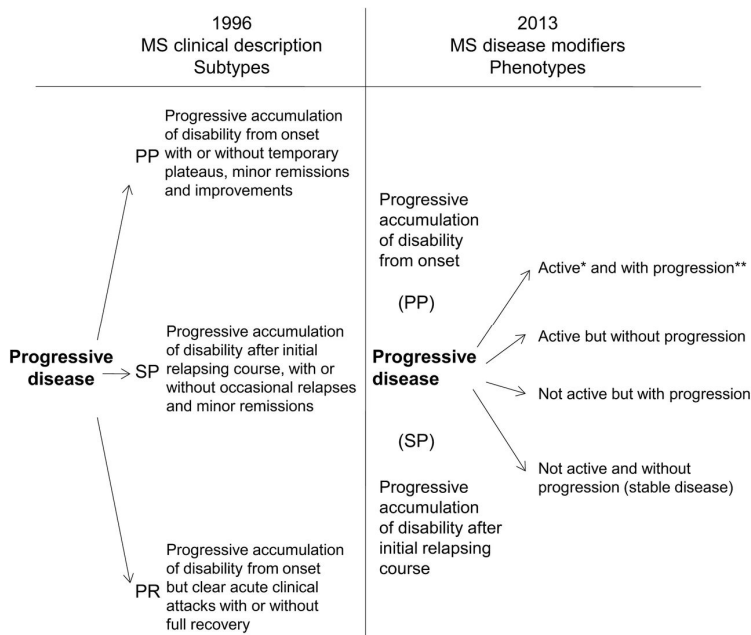 1996
MS clinical description
Subtypes
2013
MS disease modifiers
Phenotypes
Progressive
disease
PP
Progressive accumulation
of disability from onset
with or without temporary
plateaus, minor remissions
and improvements
SP
Progressive accumulation
of disability after initial
relapsing course, with or
without occasional relapses
and minor remissions
PR
Progressive accumulation
of disability from onset
but clear acute clinical
attacks with or without
full recovery
Progressive
accumulation
of disability
from onset
(PP)
Progressive
disease
(SP)
Progressive
accumulation
of disability after
initial relapsing
course
Active* and with progression**
Active but without progression
Not active but with progression
Not active and without
progression (stable disease)